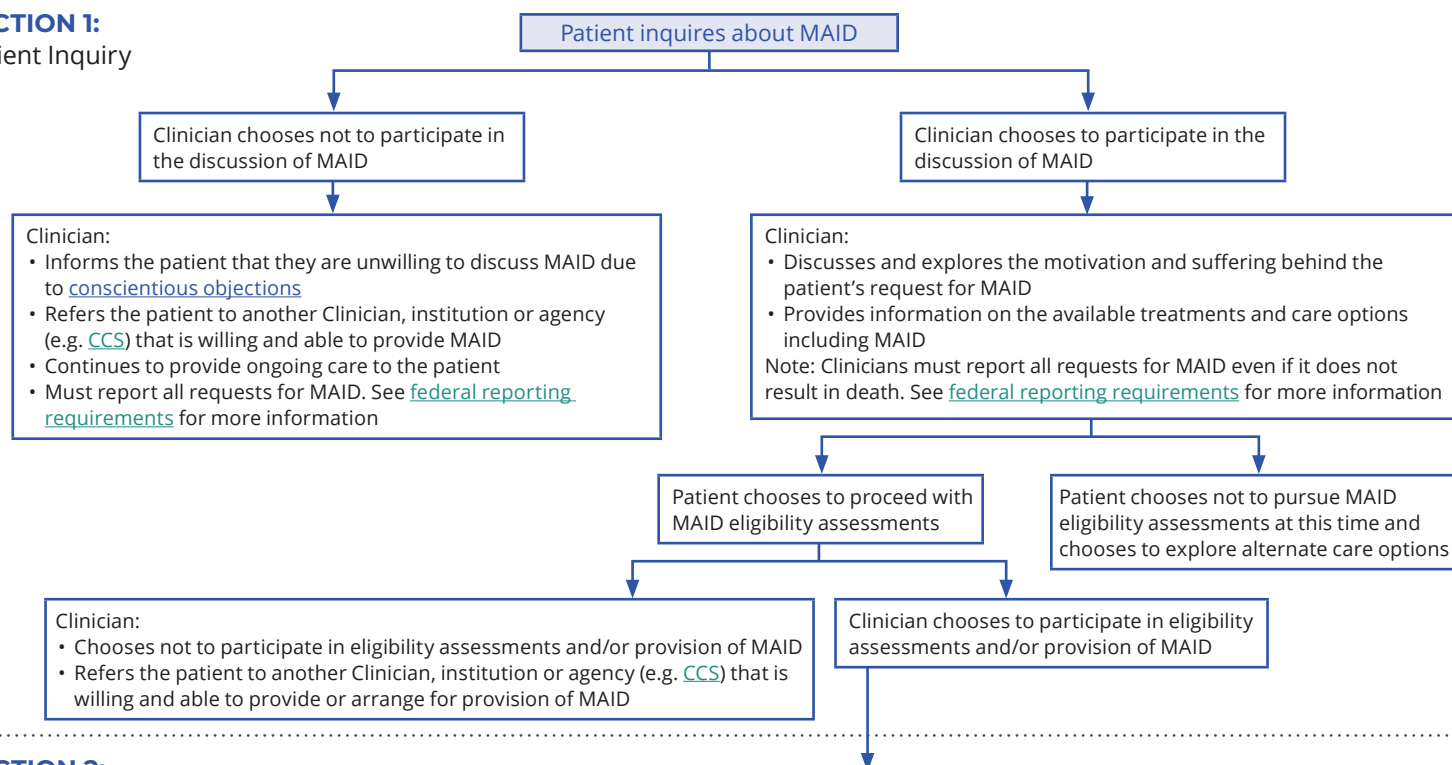 CTION 1:
ient Inquiry
Patient inquires about MAID
Clinician chooses not to participate in
the discussion of MAID
Clinician chooses to participate in the
discussion of MAID
Clinician:
• Informs the patient that they are unwilling to discuss MAID due
to conscientious objections
• Refers the patient to another Clinician, institution or agency
(e.g. CCS) that is willing and able to provide MAID
• Continues to provide ongoing care to the patient
• Must report all requests for MAID. See federal reporting
requirements for more information
Clinician:
• Discusses and explores the motivation and suffering behind the
patient's request for MAID
• Provides information on the available treatments and care options
including MAID
Note: Clinicians must report all requests for MAID even if it does not
result in death. See federal reporting requirements for more information
Patient chooses to proceed with
MAID eligibility assessments
Patient chooses not to pursue MAID
eligibility assessments at this time and
chooses to explore alternate care options
Clinician:
• Chooses not to participate in eligibility assessments and/or provision of MAID
• Refers the patient to another Clinician, institution or agency (e.g. CCS) that is
willing and able to provide or arrange for provision of MAID
Clinician chooses to participate in eligibility
assessments and/or provision of MAID